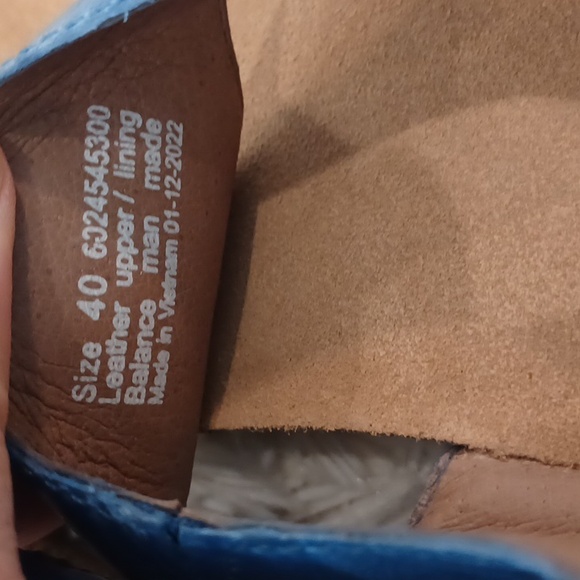 Size 40 6024545300
Leather upper/ lining
Balance man made
Made in Vietnam 01-12-2022